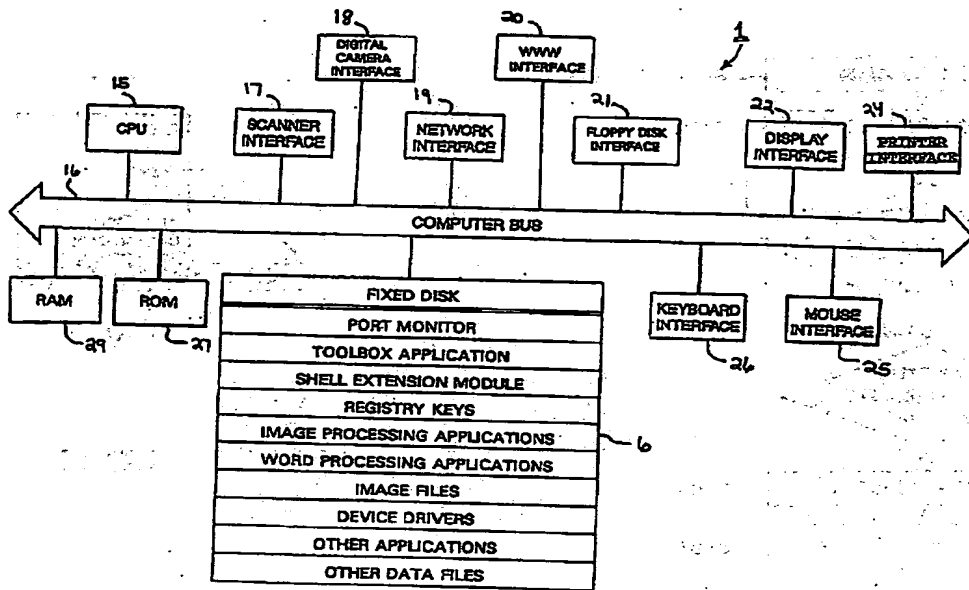 18
DIGITAL
CAMERA
INTERFACE
20
WWW
INTERFACE
1
15
CPU
17
SCANNER
INTERFACE
19
NETWORK
INTERFACE
21
FLOPPY DISK
INTERFACE
22
DISPLAY
INTERFACE
24
PRINTER
INTERFACE
16
COMPUTER BUS
RAM
29
ROM
27
FIXED DISK
PORT MONITOR
TOOLBOX APPLICATION
SHELL EXTENSION MODULE
REGISTRY KEYS
IMAGE PROCESSING APPLICATIONS
WORD PROCESSING APPLICATIONS
IMAGE FILES
DEVICE DRIVERS
OTHER APPLICATIONS
OTHER DATA FILES
6
KEYBOARD
INTERFACE
26
MOUSE
INTERFACE
25